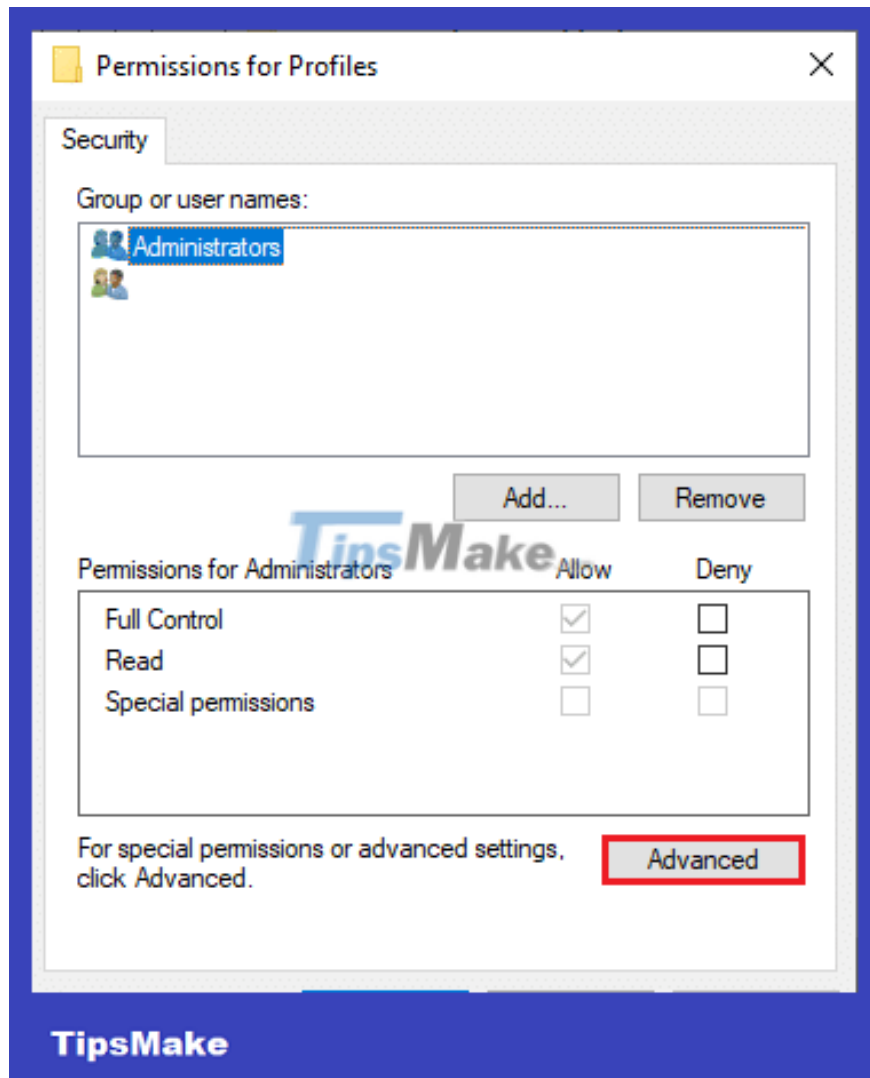 Permissions for Profiles
Security
Group or user names:
Administrators
Add...
Remove
TipsMake
Permissions for Administrators
Allow
Deny
Full Control
Read
Special permissions
For special permissions or advanced settings,
click Advanced.
Advanced
TipsMake